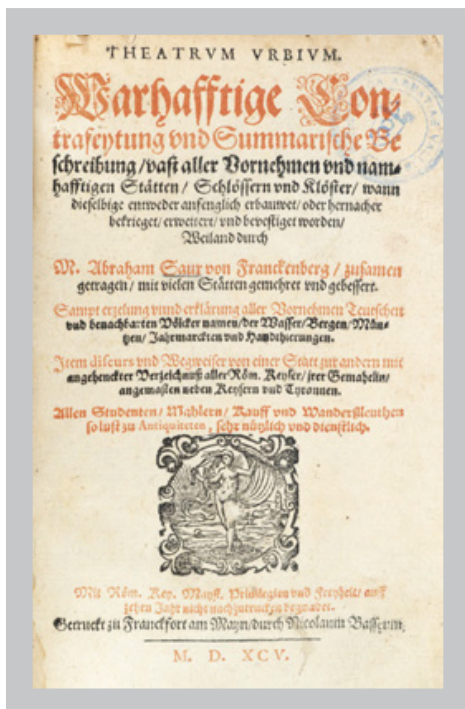 THEATRVM VRBIVM.
Warhafftige Con-
trafeytung vnd Summarische Be
schreibung/vast aller Vornehmen vnd nam-
hafftigen Stätten/ Schlössern vnd Klöster/ wann
dieselbige entweder anfenglich erbauwet/ oder hernacher
bekrieget/ erweitert/ vnd bevestiget worden/
Weiland durch
M. Abraham Saur von Franckenberg/ zusamen
getragen/ mit vielen Stätten gemehret vnd gebessert.
Sampt erzelung vnnd erklärung aller Vornehmen Teutschen
vnd benachbarten Völcker namen/der Wasser/Bergen/Mün-
tzen/ Jahrmarckten vnd Handthierungen.
Item discurs vnd Wegweiser von einer Statt zur andern mit
angehenckter Verzeichnuß aller Röm. Keyser/ jrer Gemaheln/
angemasten neben Keysern vnd Tyrannen.
Allen Studenten/ Mahlern/ Kauff vnd Wandersleuthen
so lust zu Antiquiteten, sehr nützlich vnd dienstlich.
Mit Röm. Key. Mayst. Privilegien vnd Freyheit/ auff
zehen Jahr nicht nachzutrucken begnadet.
Getruckt zu Franckfort am Mayn/durch Nicolaum Bassæum,
M. D. XCV.